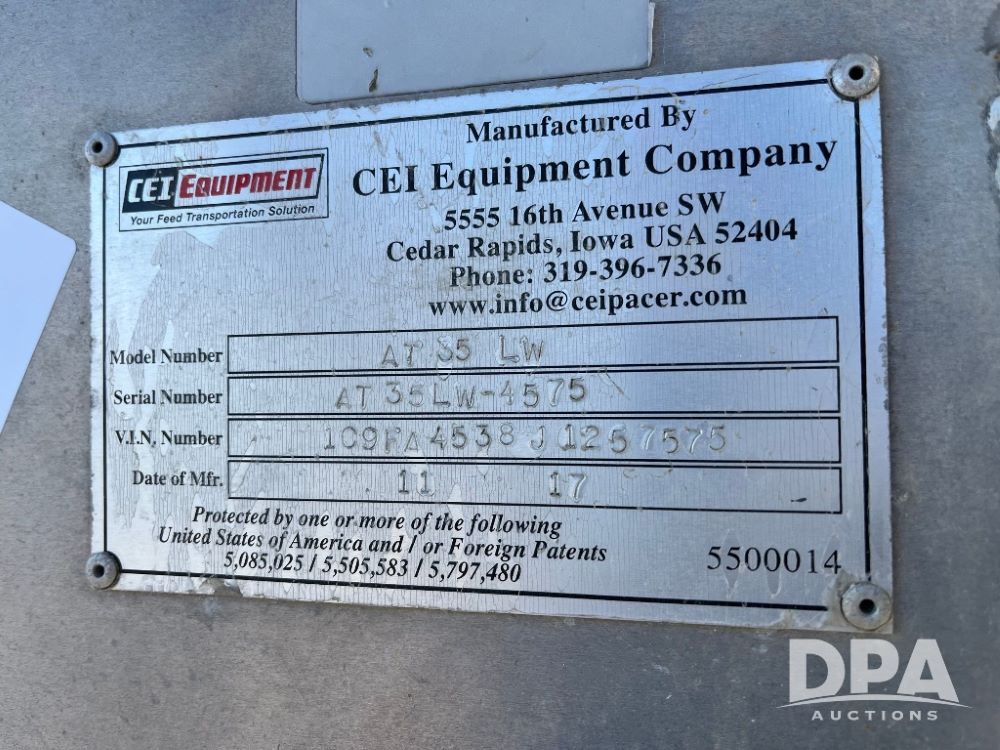 Manufactured By
CEI EQUIPMENT
Your Feed Transportation Solution
CEI Equipment Company
5555 16th Avenue SW
Cedar Rapids, Iowa USA 52404
Phone: 319-396-7336
www.info@ceipacer.com
Model Number AT 35 LW
Serial Number AT 35LW-4575
V.I.N. Number 1C9FA4538J1257575
Date of Mfr. 11 17
Protected by one or more of the following
United States of America and / or Foreign Patents
5,085,025 / 5,505,583 / 5,797,480
5500014
DPA
AUCTIONS